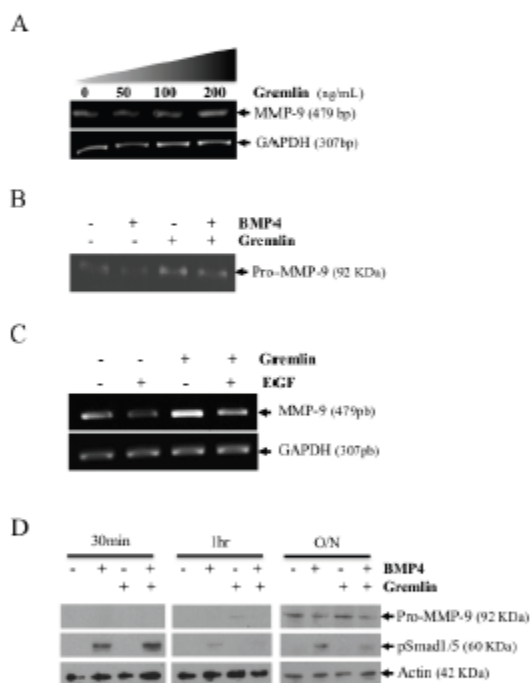 A
0 50 100 200 Gremlin (ng/mL)
MMP-9 (479 bp)
GAPDH (307bp)
B
- + - + BMP4
- - + + Gremlin
Pro-MMP-9 (92 KDa)
C
- - + + Gremlin
- + - + EGF
MMP-9 (479pb)
GAPDH (307pb)
D
30min 1hr O/N
- + - + - + - + - + - + BMP4
- - + + - - + + - - + + Gremlin
Pro-MMP-9 (92 KDa)
pSmad1/5 (60 KDa)
Actin (42 KDa)